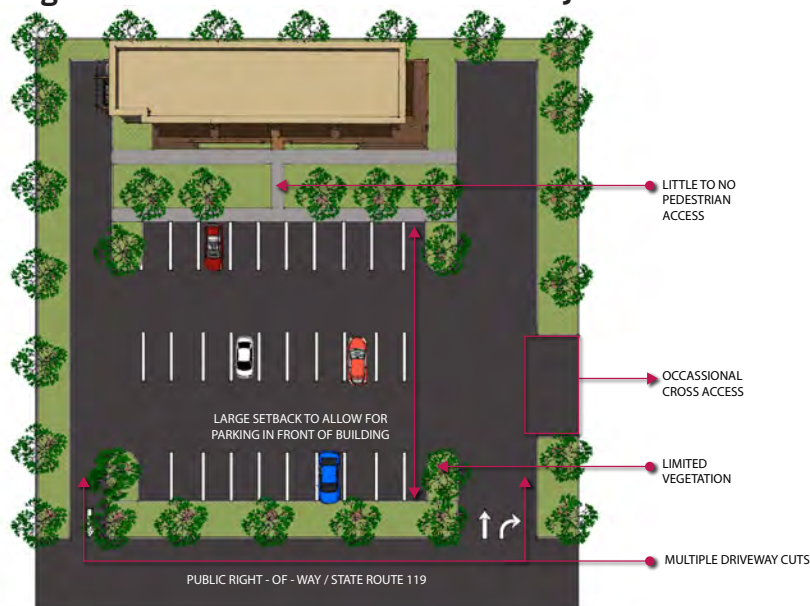 LITTLE TO NO
PEDESTRIAN
ACCESS
OCCASSIONAL
CROSS ACCESS
LARGE SETBACK TO ALLOW FOR
PARKING IN FRONT OF BUILDING
LIMITED
VEGETATION
MULTIPLE DRIVEWAY CUTS
PUBLIC RIGHT - OF - WAY / STATE ROUTE 119